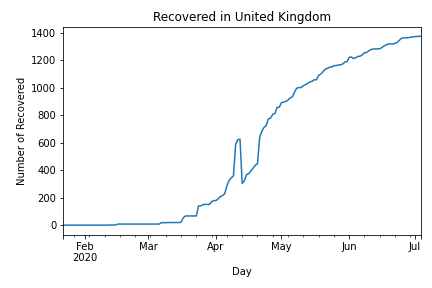 Recovered in United Kingdom
1400
1200
1000
800
600
400
200
0
Number of Recovered
Feb Mar Apr May Jun Jul
2020
Day